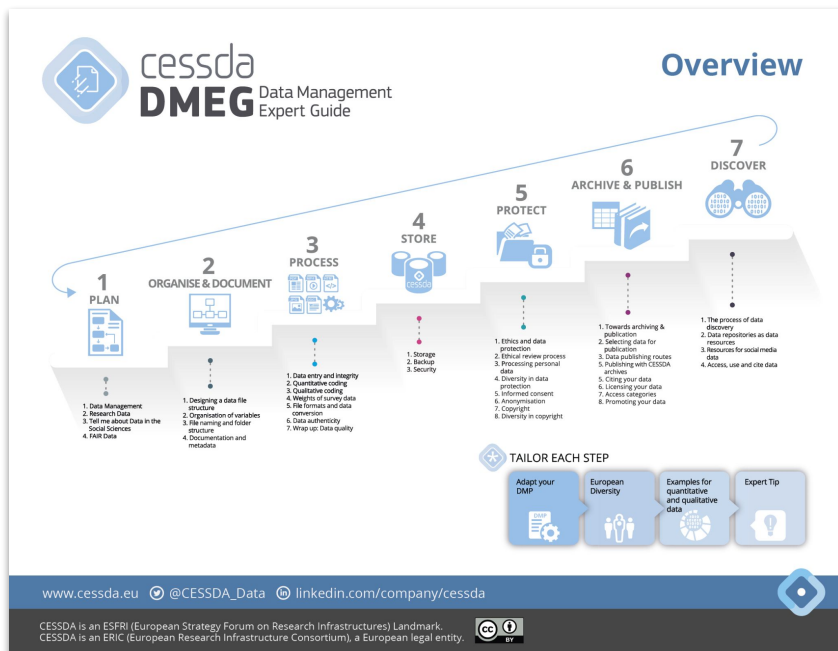 cessda
DMEG Data Management
Expert Guide
Overview
1
PLAN
1. Data Management
2. Research Data
3. Tell me about Data in the
Social Sciences
4. FAIR Data
2
ORGANISE & DOCUMENT
1. Designing a data file
structure
2. Organisation of variables
3. File naming and folder
structure
4. Documentation and
metadata
3
PROCESS
1. Data entry and integrity
2. Quantitative coding
3. Qualitative coding
4. Weights of survey data
5. File formats and data
conversion
6. Data authenticity
7. Wrap up: Data quality
4
STORE
cessda
1. Storage
2. Backup
3. Security
5
PROTECT
1. Ethics and data
protection
2. Ethical review process
3. Processing personal
data
4. Diversity in data
protection
5. Informed consent
6. Anonymisation
7. Copyright
8. Diversity in copyright
6
ARCHIVE & PUBLISH
1. Towards archiving &
publication
2. Selecting data for
publication
3. Data publishing routes
4. Publishing with CESSDA
archives
5. Citing your data
6. Licensing your data
7. Access categories
8. Promoting your data
7
DISCOVER
1. The process of data
discovery
2. Data repositories as data
resources
3. Resources for social media
data
4. Access, use and cite data
TAILOR EACH STEP
Adapt your
DMP
DMP
European
Diversity
Examples for
quantitative
and qualitative
data
Expert Tip
www.cessda.eu @CESSDA_Data linkedin.com/company/cessda
CESSDA is an ESFRI (European Strategy Forum on Research Infrastructures) Landmark.
CESSDA is an ERIC (European Research Infrastructure Consortium), a European legal entity.
cc
BY